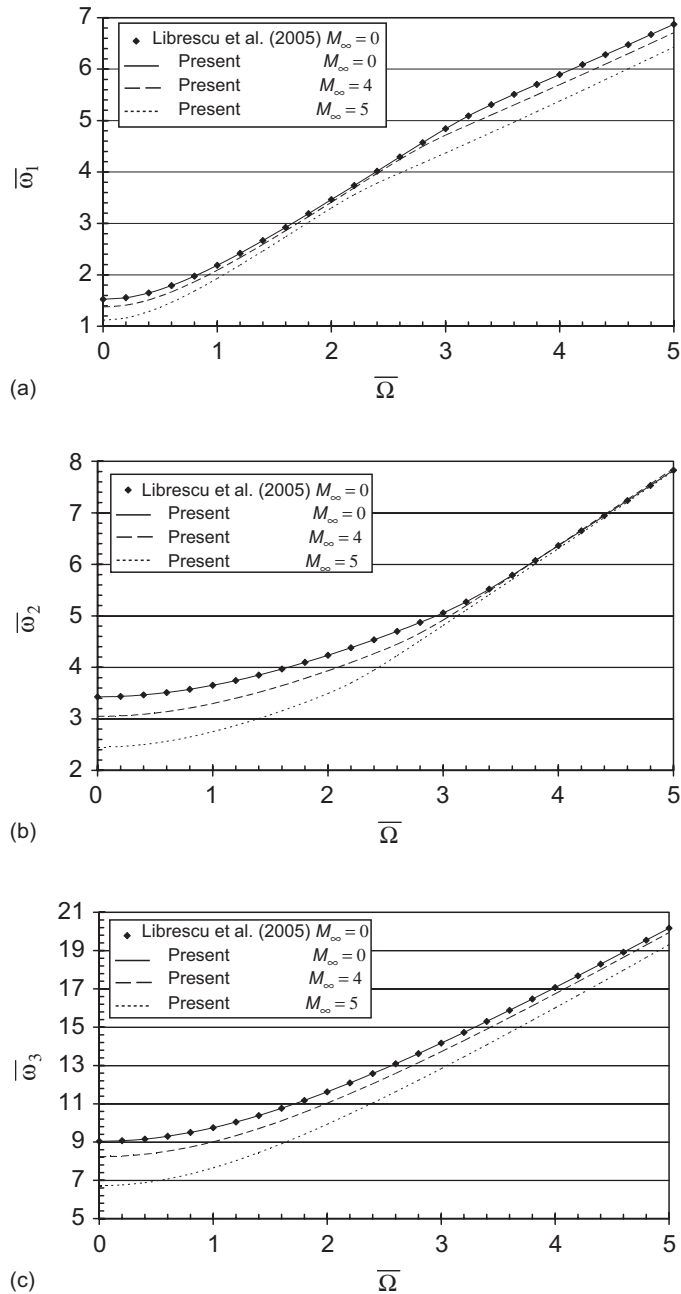 7
6
5
4
3
2
1
ω̅₁
Librescu et al. (2005) M∞ = 0
Present M∞ = 0
Present M∞ = 4
Present M∞ = 5
0 1 2 3 4 5
(a)
Ω̅
8
7
6
5
4
3
2
ω̅₂
Librescu et al. (2005) M∞ = 0
Present M∞ = 0
Present M∞ = 4
Present M∞ = 5
0 1 2 3 4 5
(b)
Ω̅
21
19
17
15
13
11
9
7
5
ω̅₃
Librescu et al. (2005) M∞ = 0
Present M∞ = 0
Present M∞ = 4
Present M∞ = 5
0 1 2 3 4 5
(c)
Ω̅